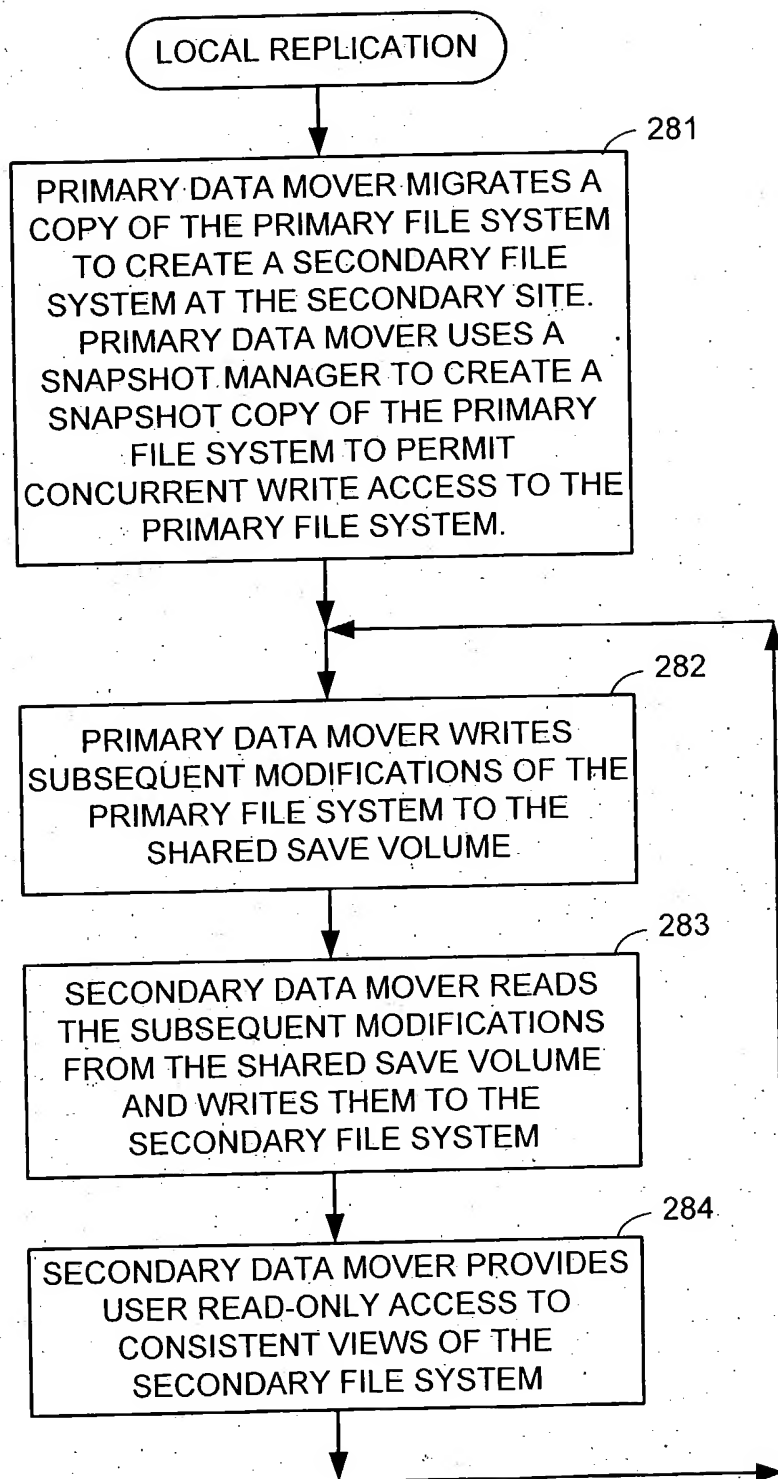 LOCAL REPLICATION
281
PRIMARY DATA MOVER MIGRATES A
COPY OF THE PRIMARY FILE SYSTEM
TO CREATE A SECONDARY FILE
SYSTEM AT THE SECONDARY SITE.
PRIMARY DATA MOVER USES A
SNAPSHOT MANAGER TO CREATE A
SNAPSHOT COPY OF THE PRIMARY
FILE SYSTEM TO PERMIT
CONCURRENT WRITE ACCESS TO THE
PRIMARY FILE SYSTEM.
282
PRIMARY DATA MOVER WRITES
SUBSEQUENT MODIFICATIONS OF THE
PRIMARY FILE SYSTEM TO THE
SHARED SAVE VOLUME
283
SECONDARY DATA MOVER READS
THE SUBSEQUENT MODIFICATIONS
FROM THE SHARED SAVE VOLUME
AND WRITES THEM TO THE
SECONDARY FILE SYSTEM
284
SECONDARY DATA MOVER PROVIDES
USER READ-ONLY ACCESS TO
CONSISTENT VIEWS OF THE
SECONDARY FILE SYSTEM